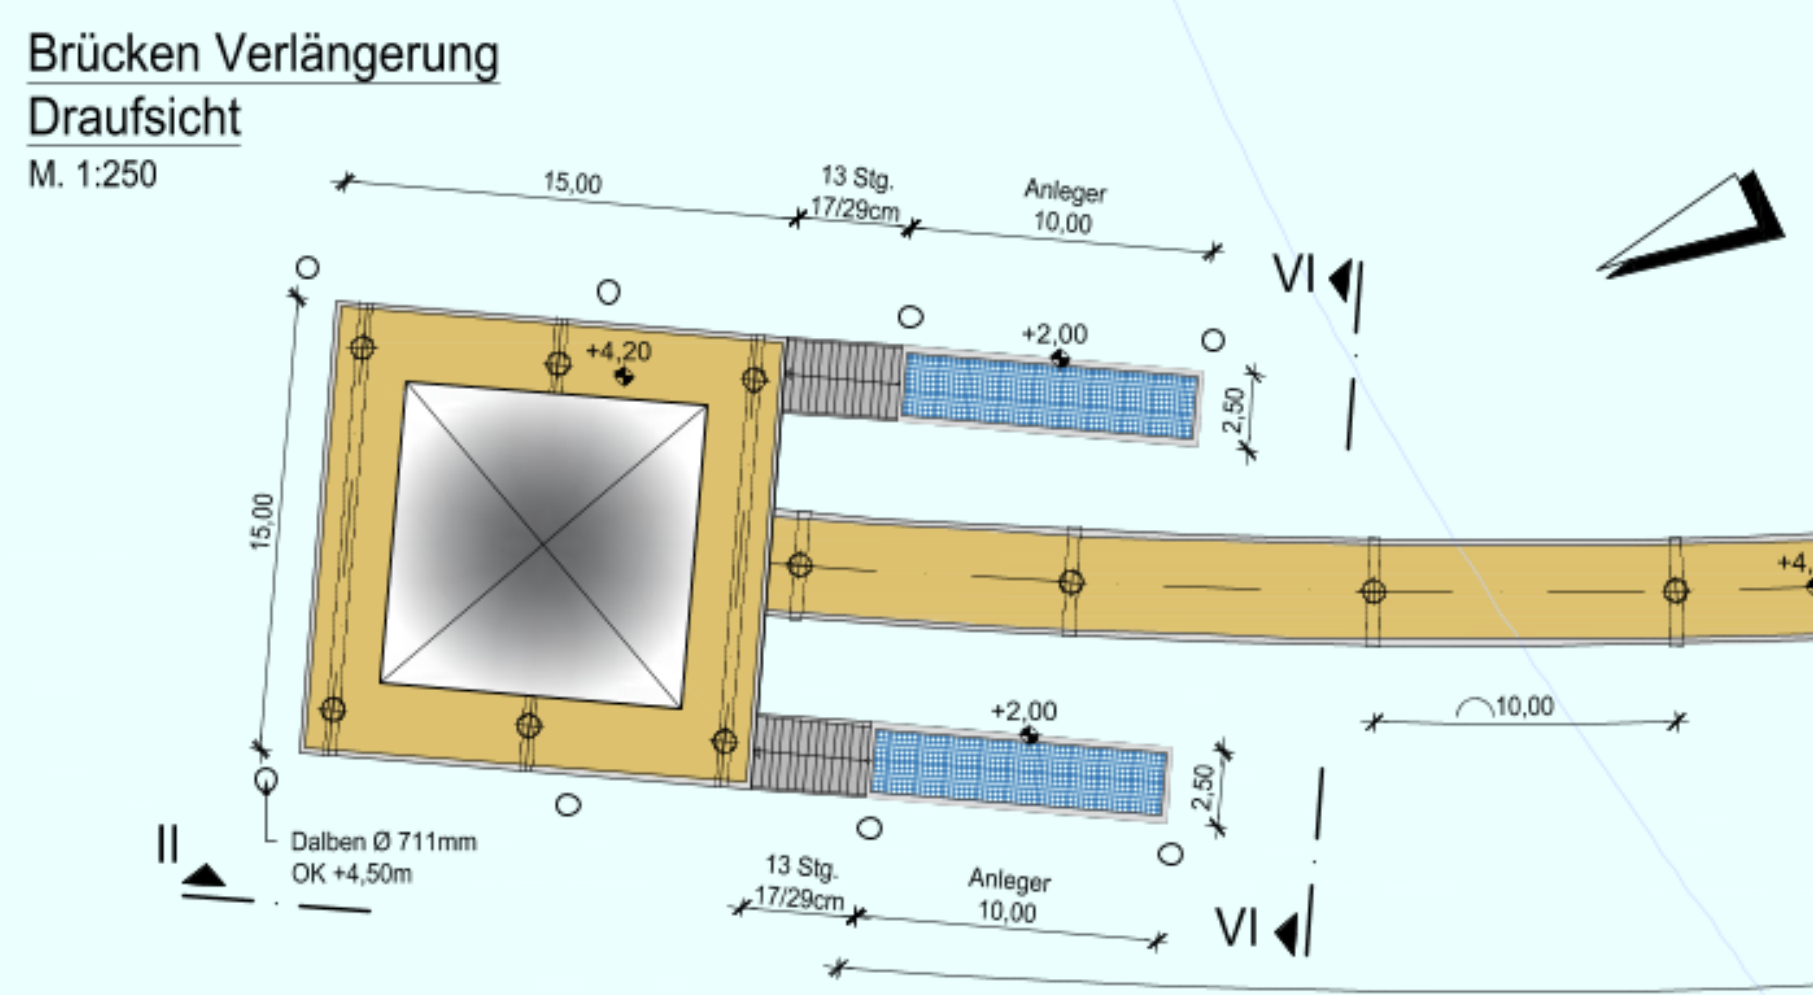 Brücken Verlängerung
Draufsicht
M. 1:250
15,00
13 Stg.
17/29cm
Anleger
10,00
VI
+2,00
+4,20
2,50
15,00
+4,
10,00
+2,00
2,50
II
Dalben Ø 711mm
OK +4,50m
13 Stg.
17/29cm
Anleger
10,00
VI